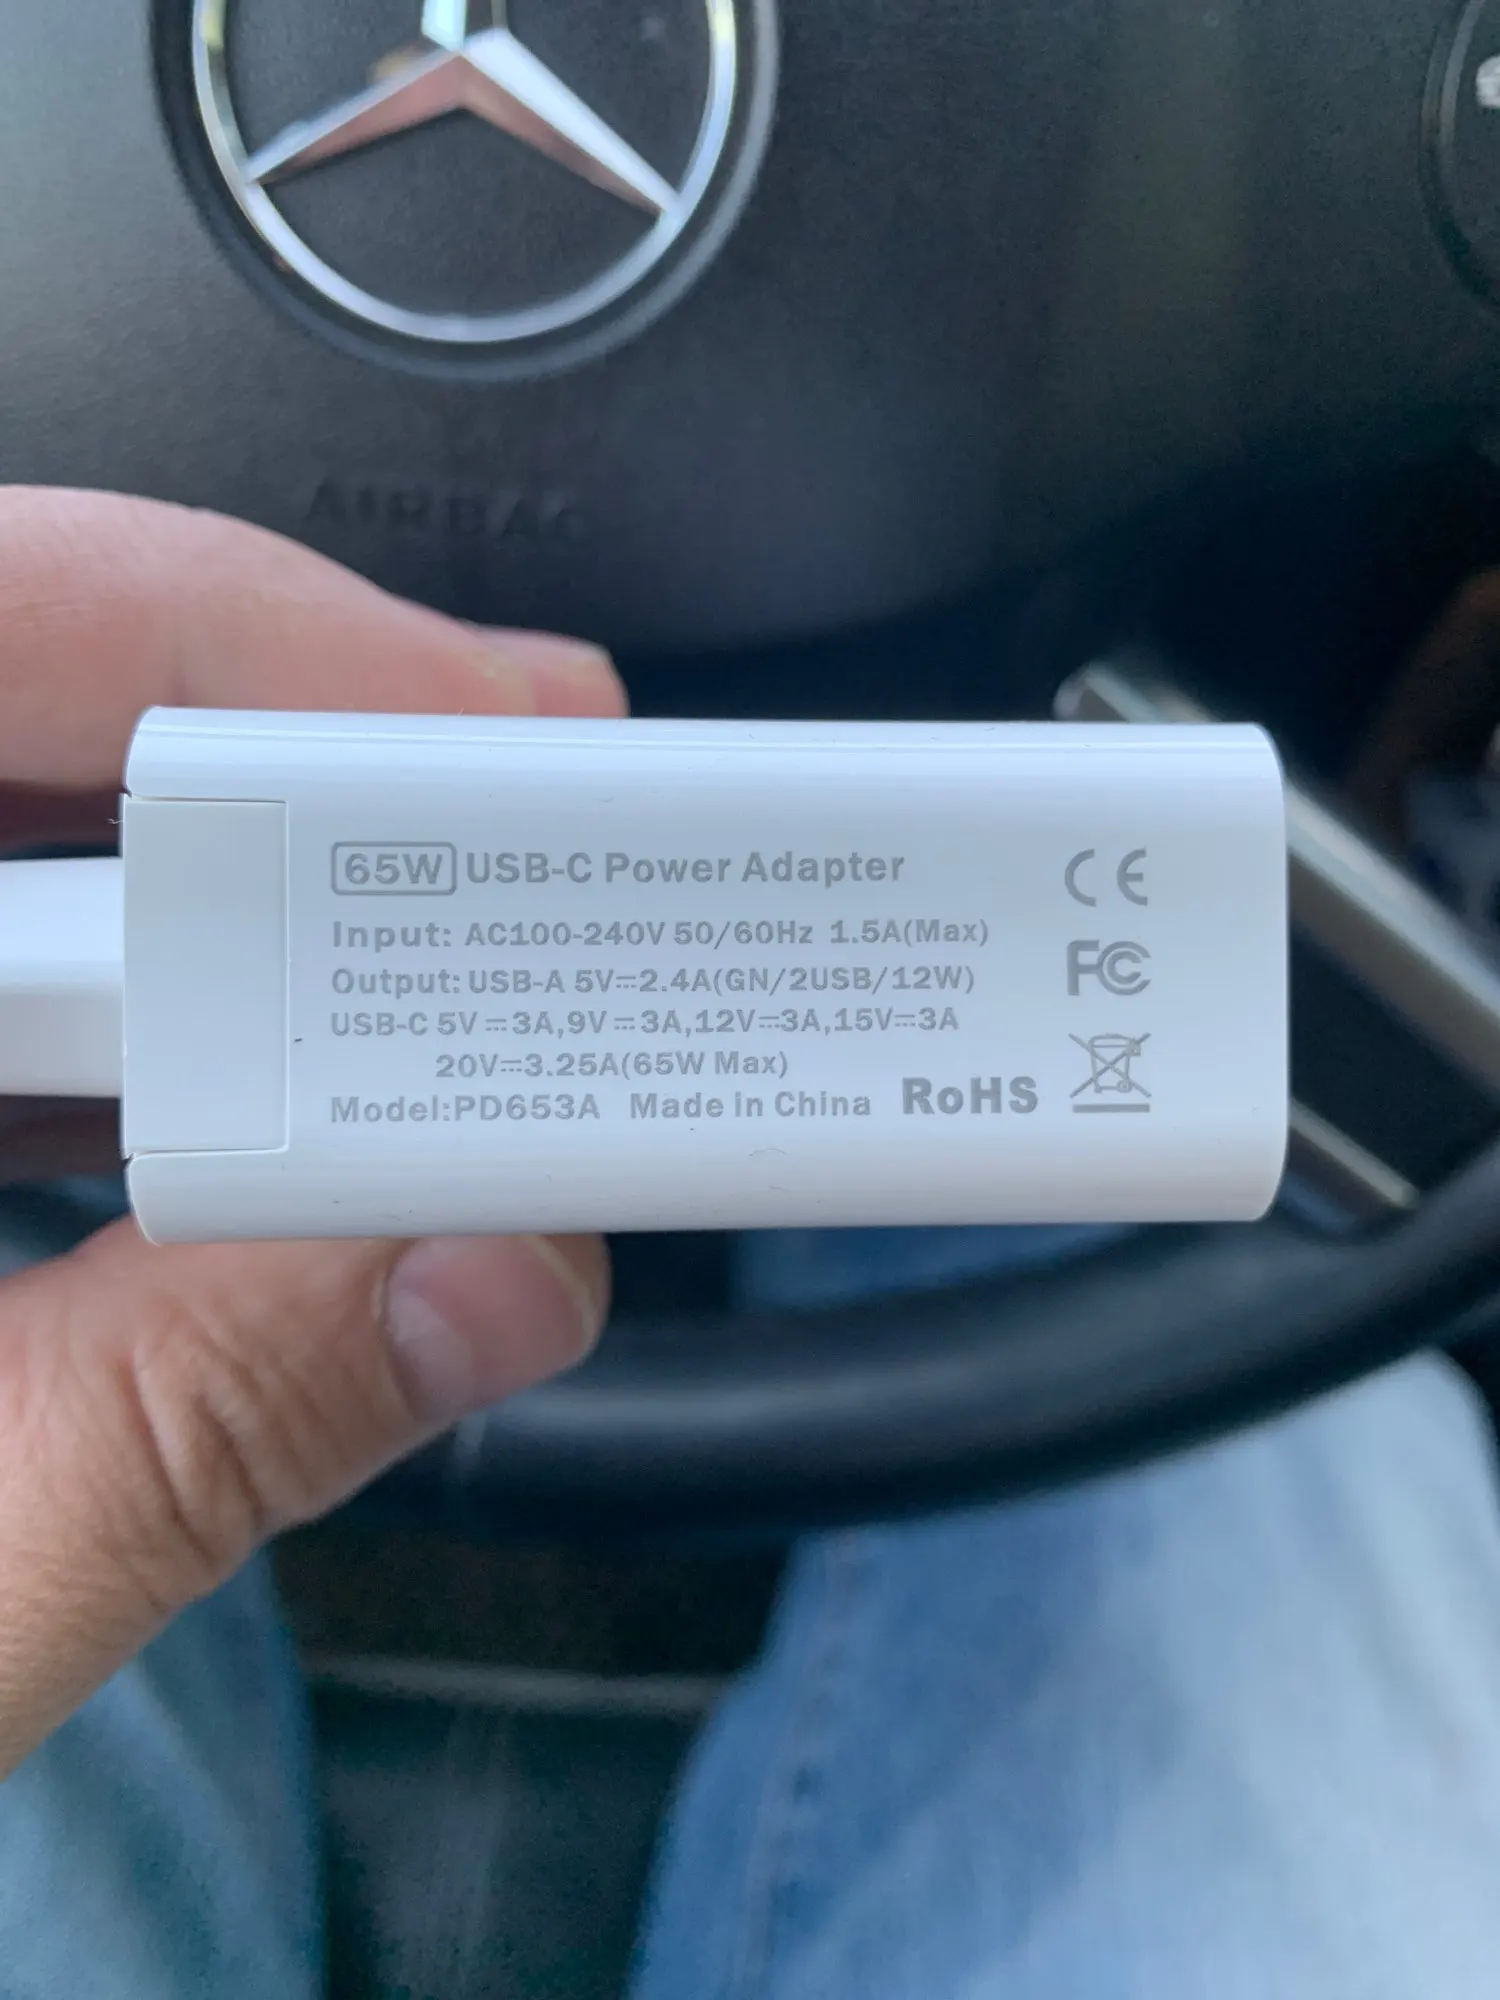 AIRBAG
65W USB-C Power Adapter
Input: AC100-240V 50/60Hz 1.5A(Max)
Output: USB-A 5V⎓2.4A(GN/2USB/12W)
USB-C 5V⎓3A,9V⎓3A,12V⎓3A,15V⎓3A
20V⎓3.25A(65W Max)
Model:PD653A Made in China RoHS
CE
FC